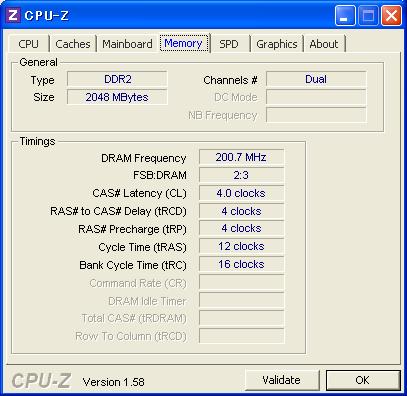 CPU-Z
CPU Caches Mainboard Memory SPD Graphics About
General
Type DDR2 Channels # Dual
Size 2048 MBytes DC Mode
NB Frequency
Timings
DRAM Frequency 200.7 MHz
FSB:DRAM 2:3
CAS# Latency (CL) 4.0 clocks
RAS# to CAS# Delay (tRCD) 4 clocks
RAS# Precharge (tRP) 4 clocks
Cycle Time (tRAS) 12 clocks
Bank Cycle Time (tRC) 16 clocks
Command Rate (CR)
DRAM Idle Timer
Total CAS# (tRDRAM)
Row To Column (tRCD)
CPU-Z Version 1.58 Validate OK